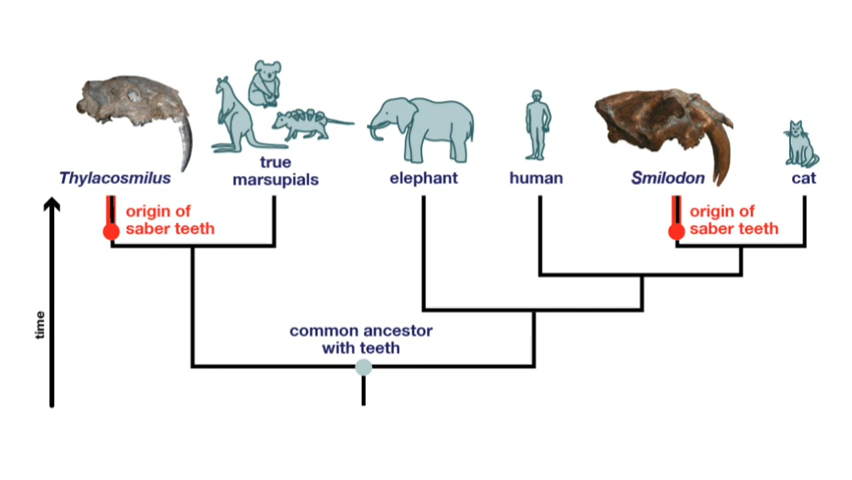 Thylacosmilus
true
marsupials
elephant
human
Smilodon
cat
origin of
saber teeth
origin of
saber teeth
time
common ancestor
with teeth